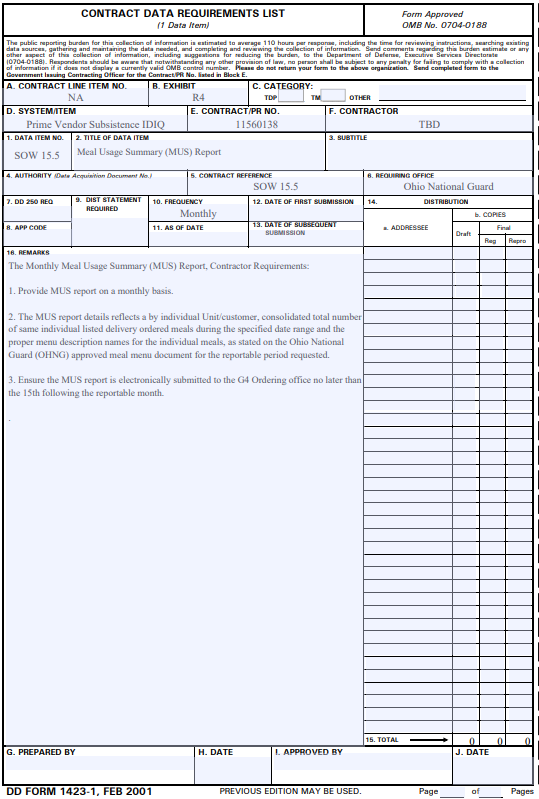 CONTRACT DATA REQUIREMENTS LIST
(1 Data Item)
Form Approved
OMB No. 0704-0188
The public reporting burden for this collection of information is estimated to average 110 hours per response, including the time for reviewing instructions, searching existing
data sources, gathering and maintaining the data needed, and completing and reviewing the collection of information. Send comments regarding this burden estimate or any
other aspect of this collection of information, including suggestions for reducing the burden, to the Department of Defense, Executive Services Directorate
(0704-0188). Respondents should be aware that notwithstanding any other provision of law, no person shall be subject to any penalty for failing to comply with a collection
of information if it does not display a currently valid OMB control number. Please do not return your form to the above organization. Send completed form to the
Government Issuing Contracting Officer for the Contract/PR No. listed in Block E.
A. CONTRACT LINE ITEM NO.
NA
B. EXHIBIT
R4
C. CATEGORY:
TDP TM OTHER
D. SYSTEM/ITEM
Prime Vendor Subsistence IDIQ
E. CONTRACT/PR NO.
11560138
F. CONTRACTOR
TBD
1. DATA ITEM NO.
SOW 15.5
2. TITLE OF DATA ITEM
Meal Usage Summary (MUS) Report
3. SUBTITLE
4. AUTHORITY (Data Acquisition Document No.)
5. CONTRACT REFERENCE
SOW 15.5
6. REQUIRING OFFICE
Ohio National Guard
7. DD 250 REQ
9. DIST STATEMENT
REQUIRED
10. FREQUENCY
Monthly
12. DATE OF FIRST SUBMISSION
14. DISTRIBUTION
8. APP CODE
11. AS OF DATE
13. DATE OF SUBSEQUENT
SUBMISSION
a. ADDRESSEE
b. COPIES
Draft
Final
Reg Repro
16. REMARKS
The Monthly Meal Usage Summary (MUS) Report, Contractor Requirements:
1. Provide MUS report on a monthly basis.
2. The MUS report details reflects a by individual Unit/customer, consolidated total number
of same individual listed delivery ordered meals during the specified date range and the
proper menu description names for the individual meals, as stated on the Ohio National
Guard (OHNG) approved meal menu document for the reportable period requested.
3. Ensure the MUS report is electronically submitted to the G4 Ordering office no later than
the 15th following the reportable month.
.
15. TOTAL 0 0 0
G. PREPARED BY
H. DATE
I. APPROVED BY
J. DATE
DD FORM 1423-1, FEB 2001
PREVIOUS EDITION MAY BE USED.
Page of Pages